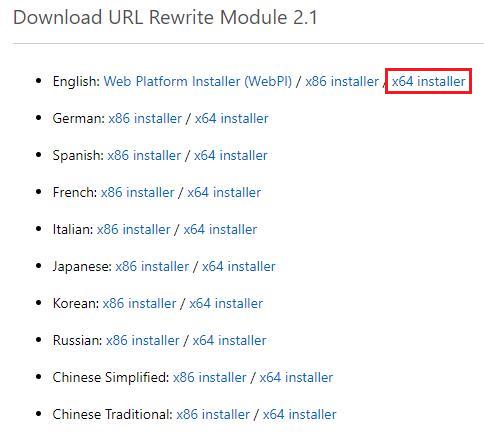 Download URL Rewrite Module 2.1
English: Web Platform Installer (WebPI) / x86 installer / x64 installer
German: x86 installer / x64 installer
Spanish: x86 installer / x64 installer
French: x86 installer / x64 installer
Italian: x86 installer / x64 installer
Japanese: x86 installer / x64 installer
Korean: x86 installer / x64 installer
Russian: x86 installer / x64 installer
Chinese Simplified: x86 installer / x64 installer
Chinese Traditional: x86 installer / x64 installer